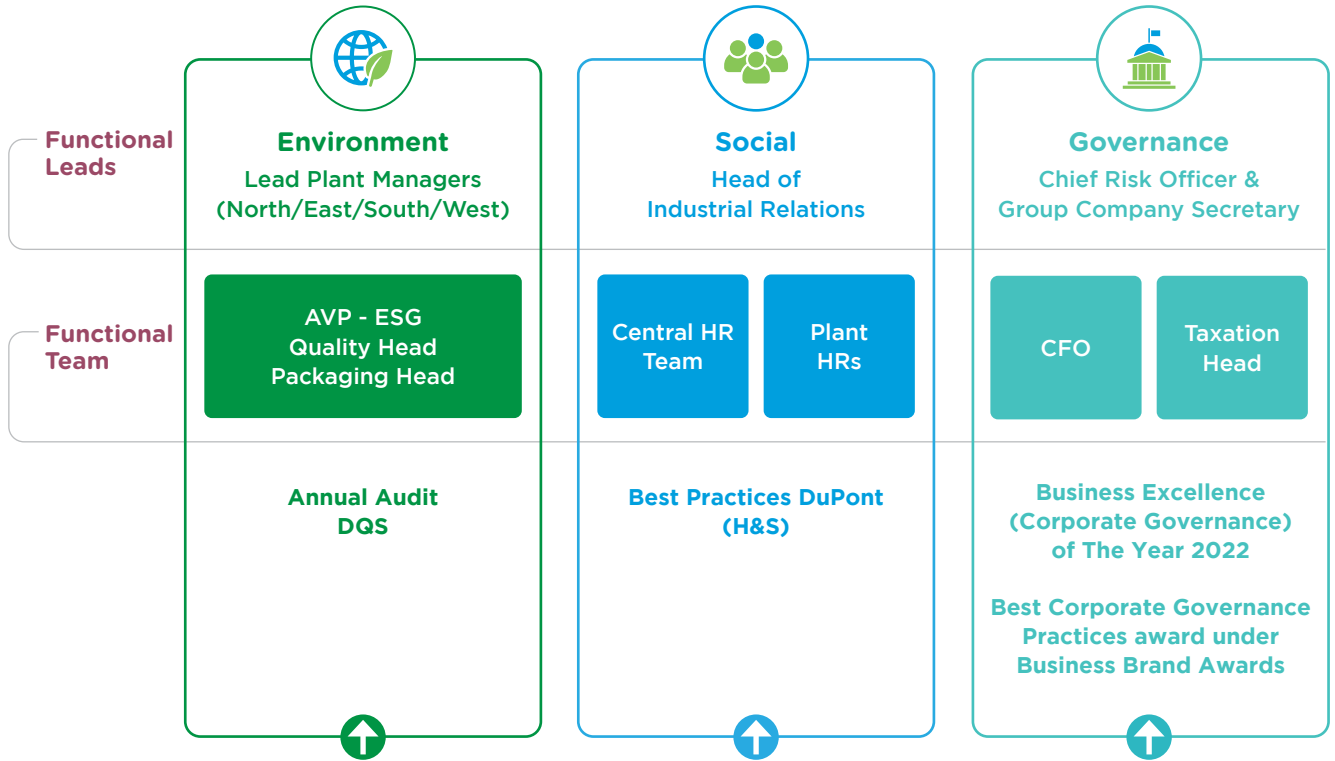 Functional
Leads
Environment
Lead Plant Managers
(North/East/South/West)
Social
Head of
Industrial Relations
Governance
Chief Risk Officer &
Group Company Secretary
Functional
Team
AVP - ESG
Quality Head
Packaging Head
Central HR
Team
Plant
HRs
CFO
Taxation
Head
Annual Audit
DQS
Best Practices DuPont
(H&S)
Business Excellence
(Corporate Governance)
of The Year 2022
Best Corporate Governance
Practices award under
Business Brand Awards